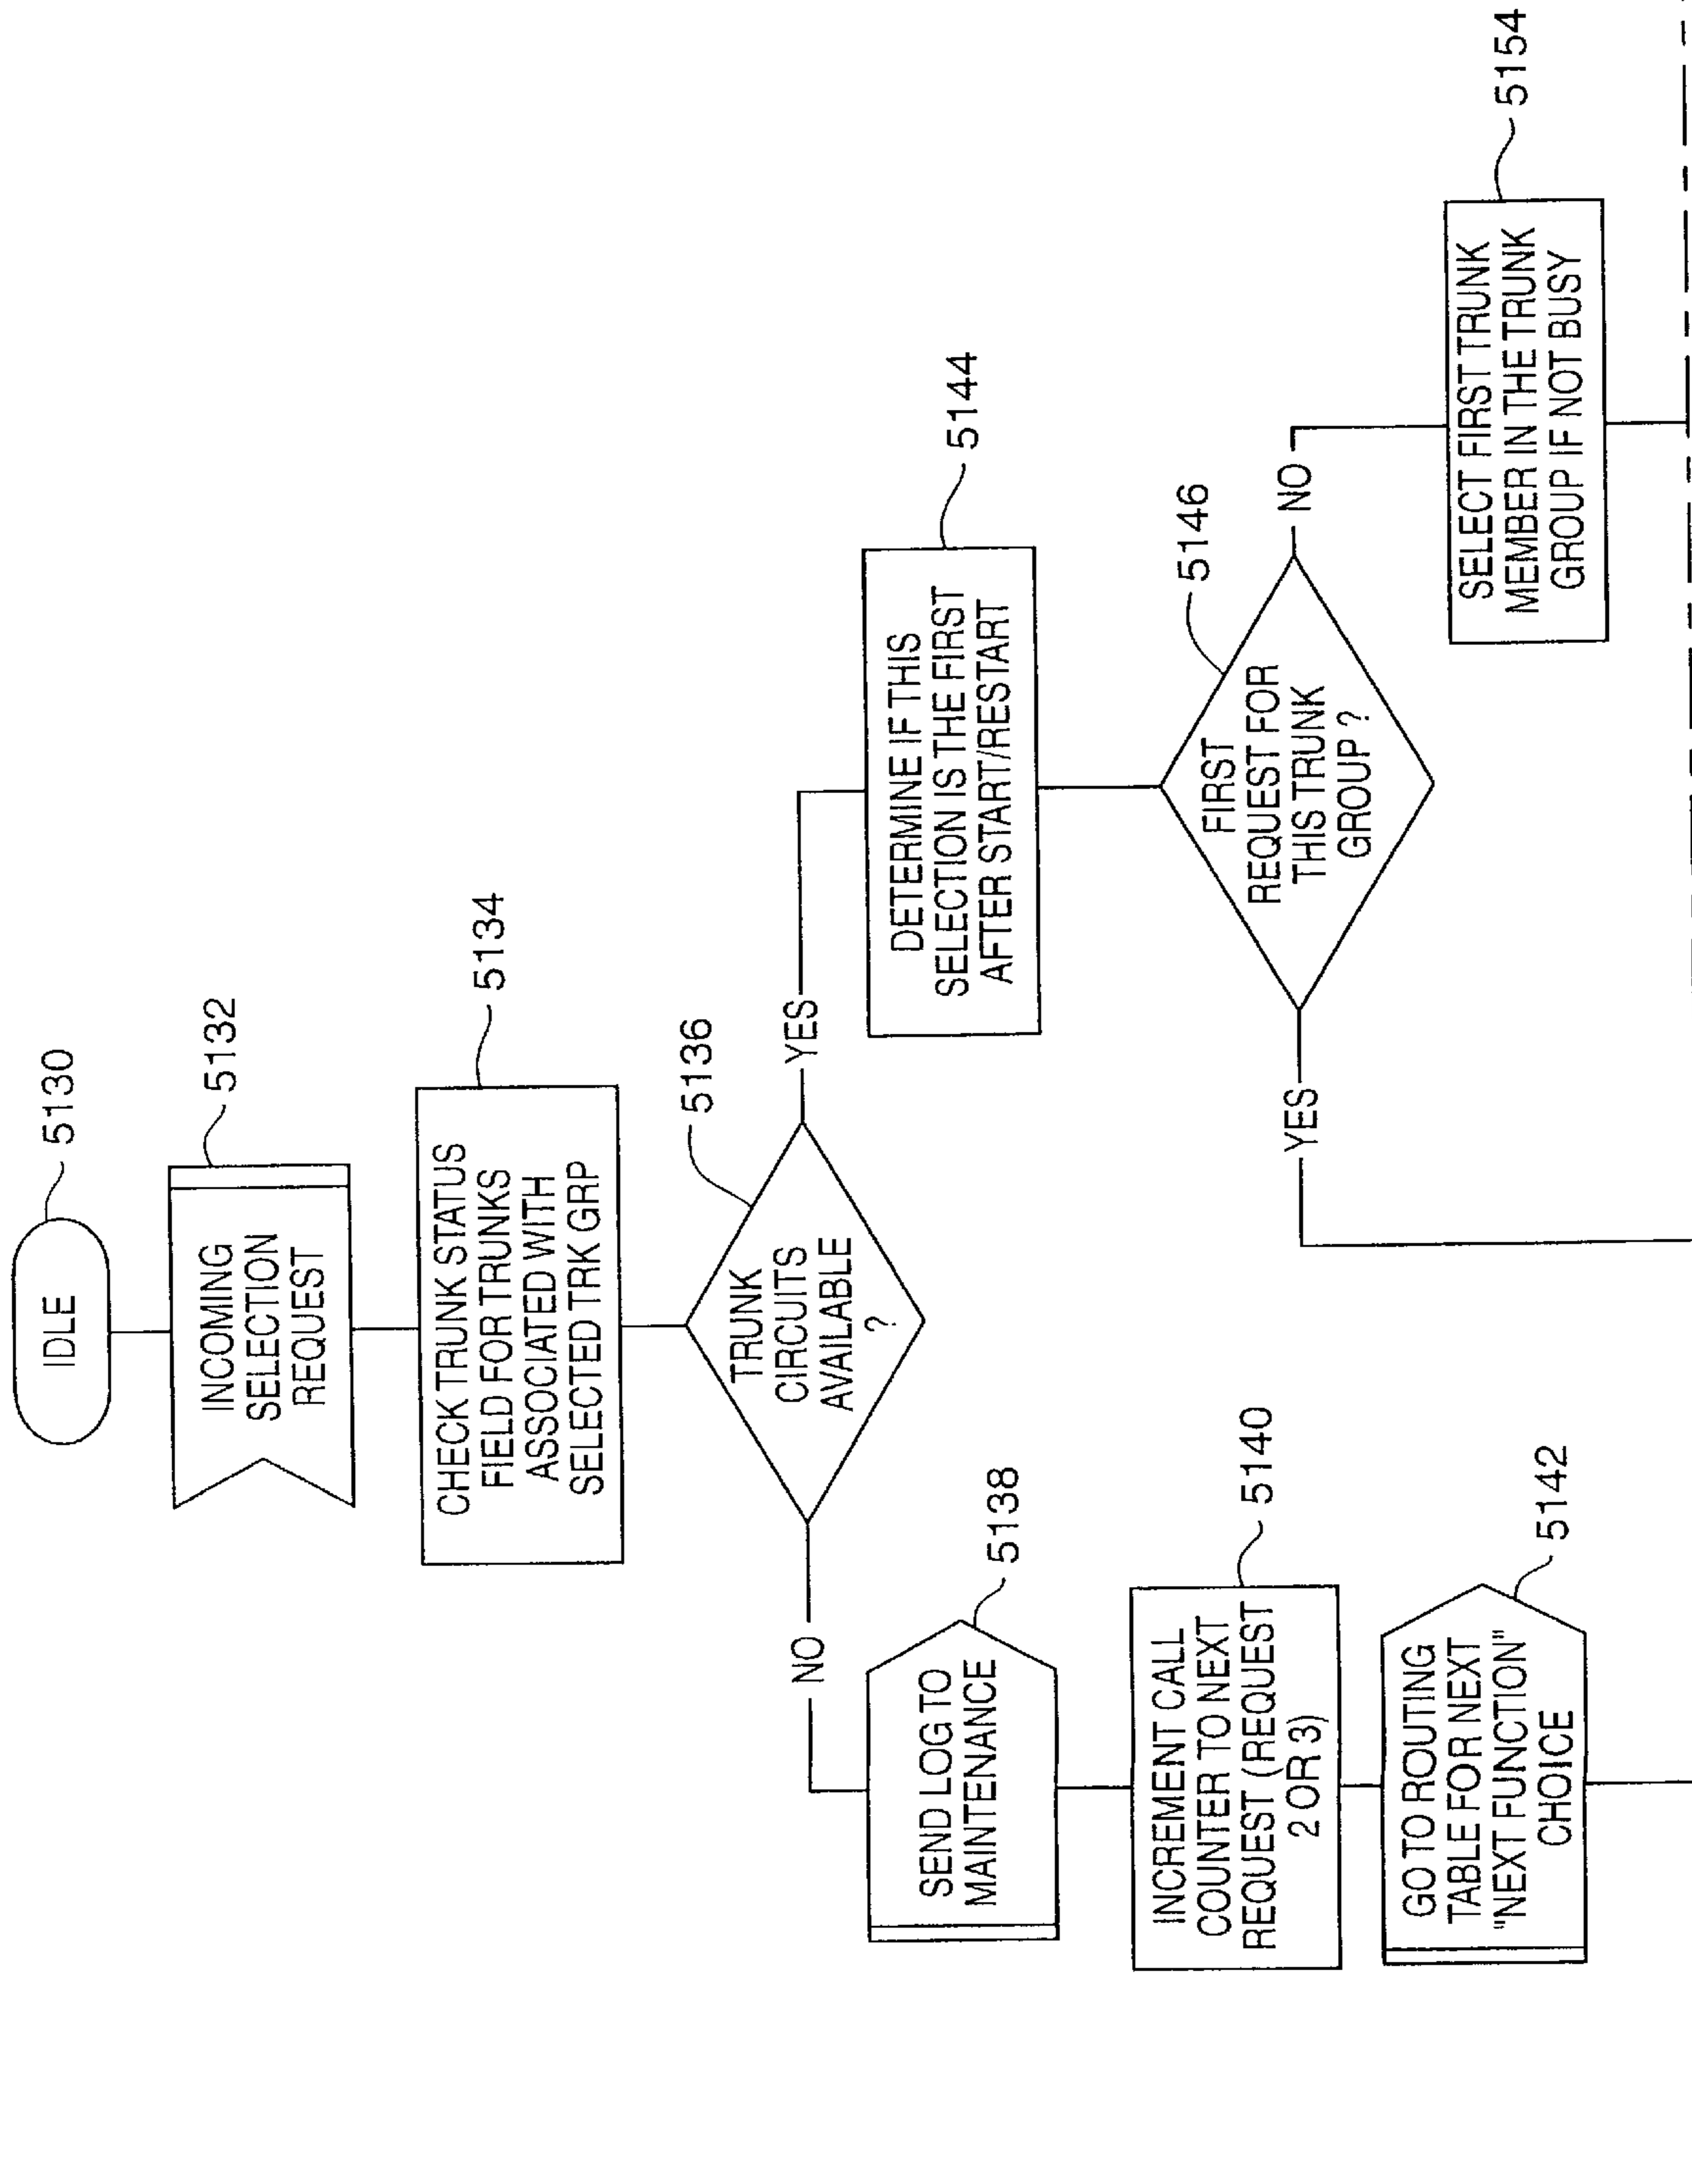 IDLE
5130
INCOMING
SELECTION
REQUEST
5132
CHECK TRUNK STATUS
FIELD FOR TRUNKS
ASSOCIATED WITH
SELECTED TRK GRP
5134
TRUNK
CIRCUITS
AVAILABLE
?
5136
NO
YES
SEND LOG TO
MAINTENANCE
5138
INCREMENT CALL
COUNTER TO NEXT
REQUEST (REQUEST
2 OR 3)
5140
GO TO ROUTING
TABLE FOR NEXT
"NEXT FUNCTION"
CHOICE
5142
DETERMINE IF THIS
SELECTION IS THE FIRST
AFTER START/RESTART
5144
FIRST
REQUEST FOR
THIS TRUNK
GROUP ?
5146
YES
NO
SELECT FIRST TRUNK
MEMBER IN THE TRUNK
GROUP IF NOT BUSY
5154